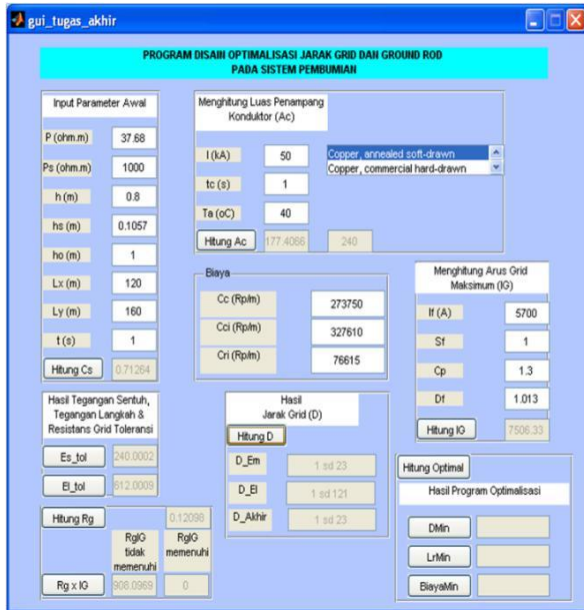 gui_tugas_akhir
PROGRAM DISAIN OPTIMALISASI JARAK GRID DAN GROUND ROD
PADA SISTEM PEMBUMIAN
Input Parameter Awal
P (ohm.m) 37.68
Ps (ohm.m) 1000
h (m) 0.8
hs (m) 0.1057
ho (m) 1
Lx (m) 120
Ly (m) 160
t (s) 1
Hitung Cs 0.71264
Menghitung Luas Penampang
Konduktor (Ac)
I (kA) 50
tc (s) 1
Ta (oC) 40
Copper, annealed soft-drawn
Copper, commercial hard-drawn
Hitung Ac 177.4066 240
Biaya
Cc (Rp/m) 273750
Cci (Rp/m) 327610
Cri (Rp/m) 76615
Menghitung Arus Grid
Maksimum (IG)
If (A) 5700
Sf 1
Cp 1.3
Df 1.013
Hitung IG 7506.33
Hasil Tegangan Sentuh,
Tegangan Langkah &
Resistans Grid Toleransi
Es_tol 240.0002
El_tol 612.0009
Hasil
Jarak Grid (D)
Hitung D
D_Em 1 sd 23
D_El 1 sd 121
D_Akhir 1 sd 23
Hitung Rg 0.12098
RgIG
tidak
memenuhi
RgIG
memenuhi
Rg x IG 908.0969 0
Hitung Optimal
Hasil Program Optimalisasi
DMin
LrMin
BiayaMin